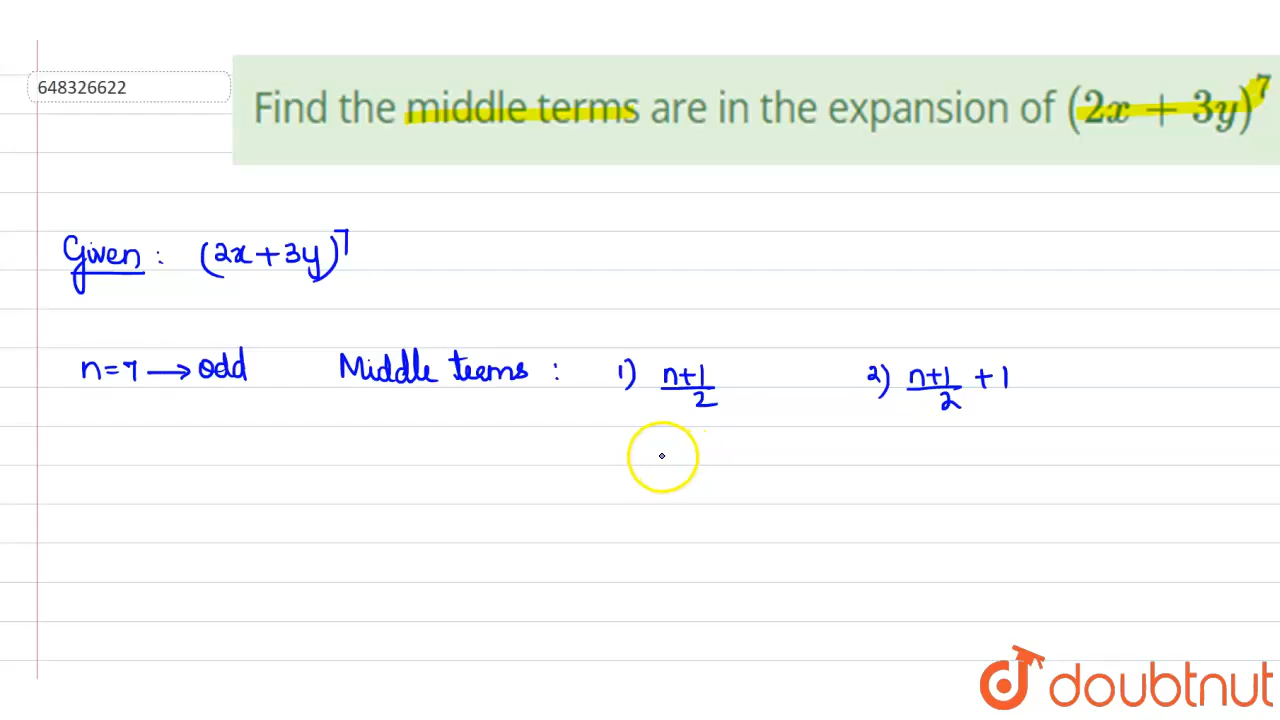 648326622
Find the middle terms are in the expansion of (2x + 3y)^7
Given : (2x+3y)^7
n=7 → odd Middle terms : 1) n+1/2 2) n+1/2 + 1
doubtnut